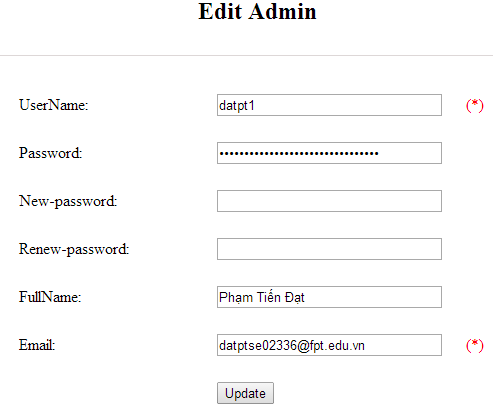 Edit Admin
UserName: datpt1 (*)
Password: ••••••••••••••••••••••••••••••••
New-password:
Renew-password:
FullName: Phạm Tiến Đạt
Email: datptse02336@fpt.edu.vn (*)
Update